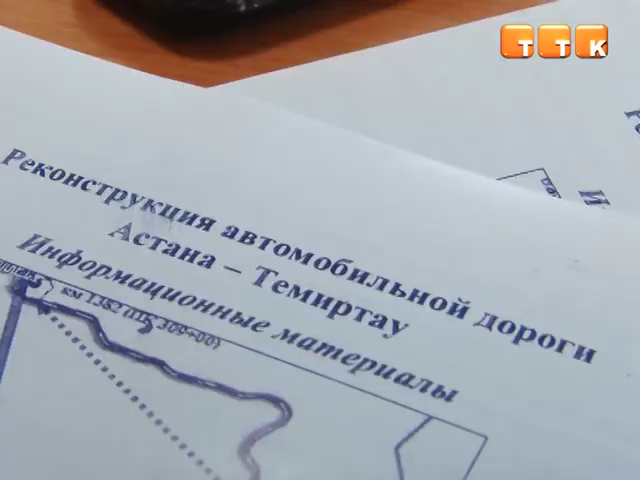 ТТК
Реконструкция автомобильной дороги
Астана – Темиртау
Информационные материалы